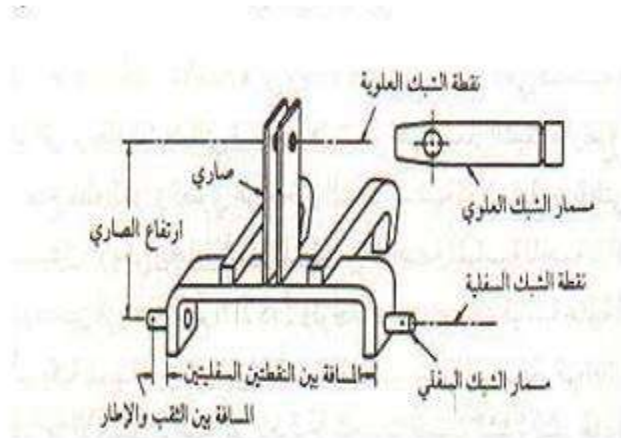 نقطة الشبك العلوية
صاري
مسمار الشبك العلوي
ارتفاع الصاري
نقطة الشبك السفلية
المسافة بين النقطتين السفليتين
مسمار الشبك السفلي
المسافة بين الثقب والإطار